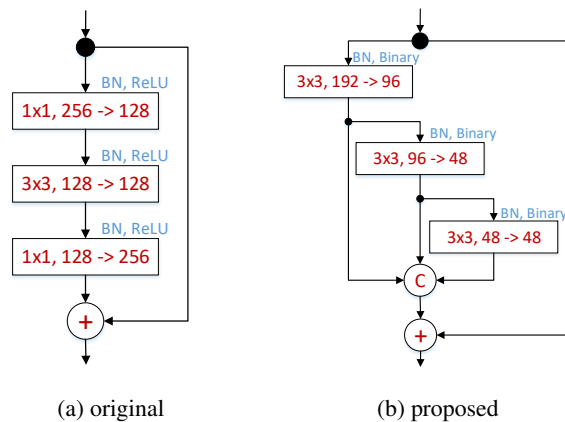 BN, ReLU
1x1, 256 -> 128
BN, ReLU
3x3, 128 -> 128
BN, ReLU
1x1, 128 -> 256
+
(a) original
BN, Binary
3x3, 192 -> 96
BN, Binary
3x3, 96 -> 48
BN, Binary
3x3, 48 -> 48
C
+
(b) proposed